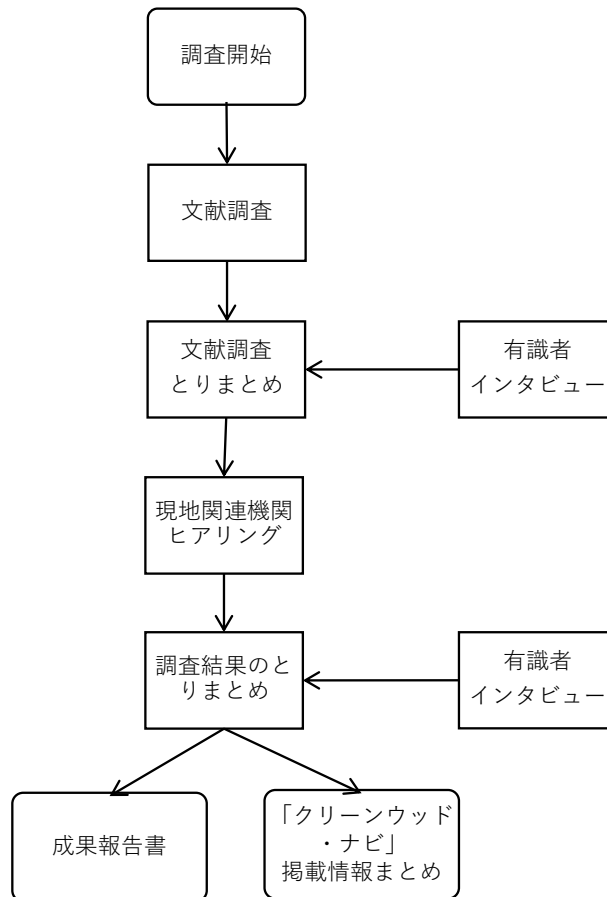 調査開始
文献調査
文献調査
とりまとめ
有識者
インタビュー
現地関連機関
ヒアリング
調査結果のと
りまとめ
有識者
インタビュー
成果報告書
「クリーンウッド
・ナビ」
掲載情報まとめ